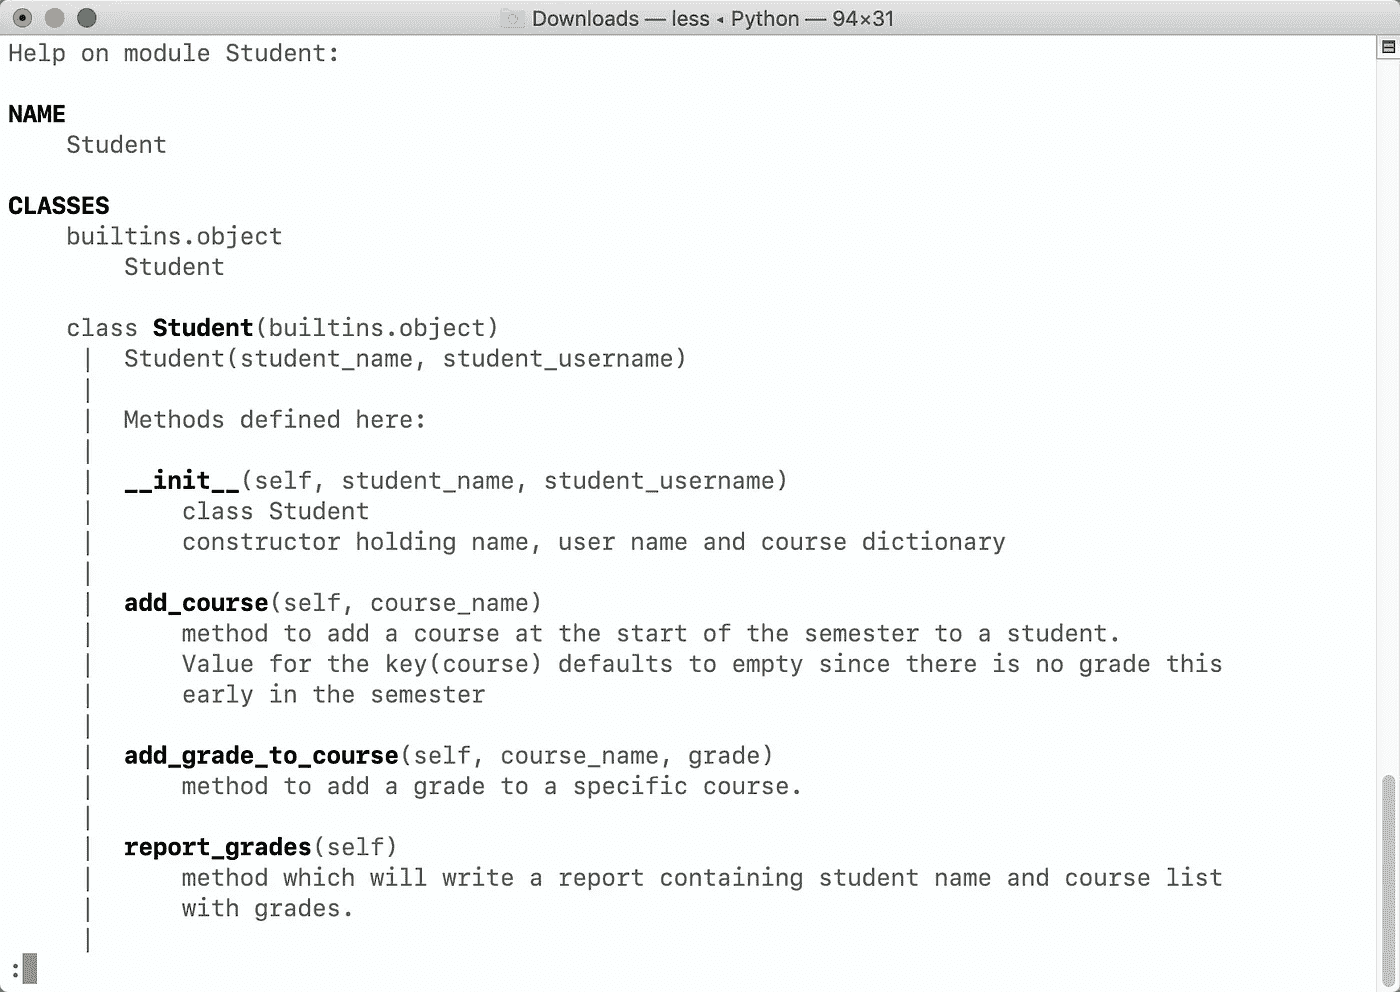 Downloads — less ◂ Python — 94×31
Help on module Student:
NAME
    Student
CLASSES
    builtins.object
        Student
    class Student(builtins.object)
     |  Student(student_name, student_username)
     |
     |  Methods defined here:
     |
     |  __init__(self, student_name, student_username)
     |      class Student
     |      constructor holding name, user name and course dictionary
     |
     |  add_course(self, course_name)
     |      method to add a course at the start of the semester to a student.
     |      Value for the key(course) defaults to empty since there is no grade this
     |      early in the semester
     |
     |  add_grade_to_course(self, course_name, grade)
     |      method to add a grade to a specific course.
     |
     |  report_grades(self)
     |      method which will write a report containing student name and course list
     |      with grades.
     |
: